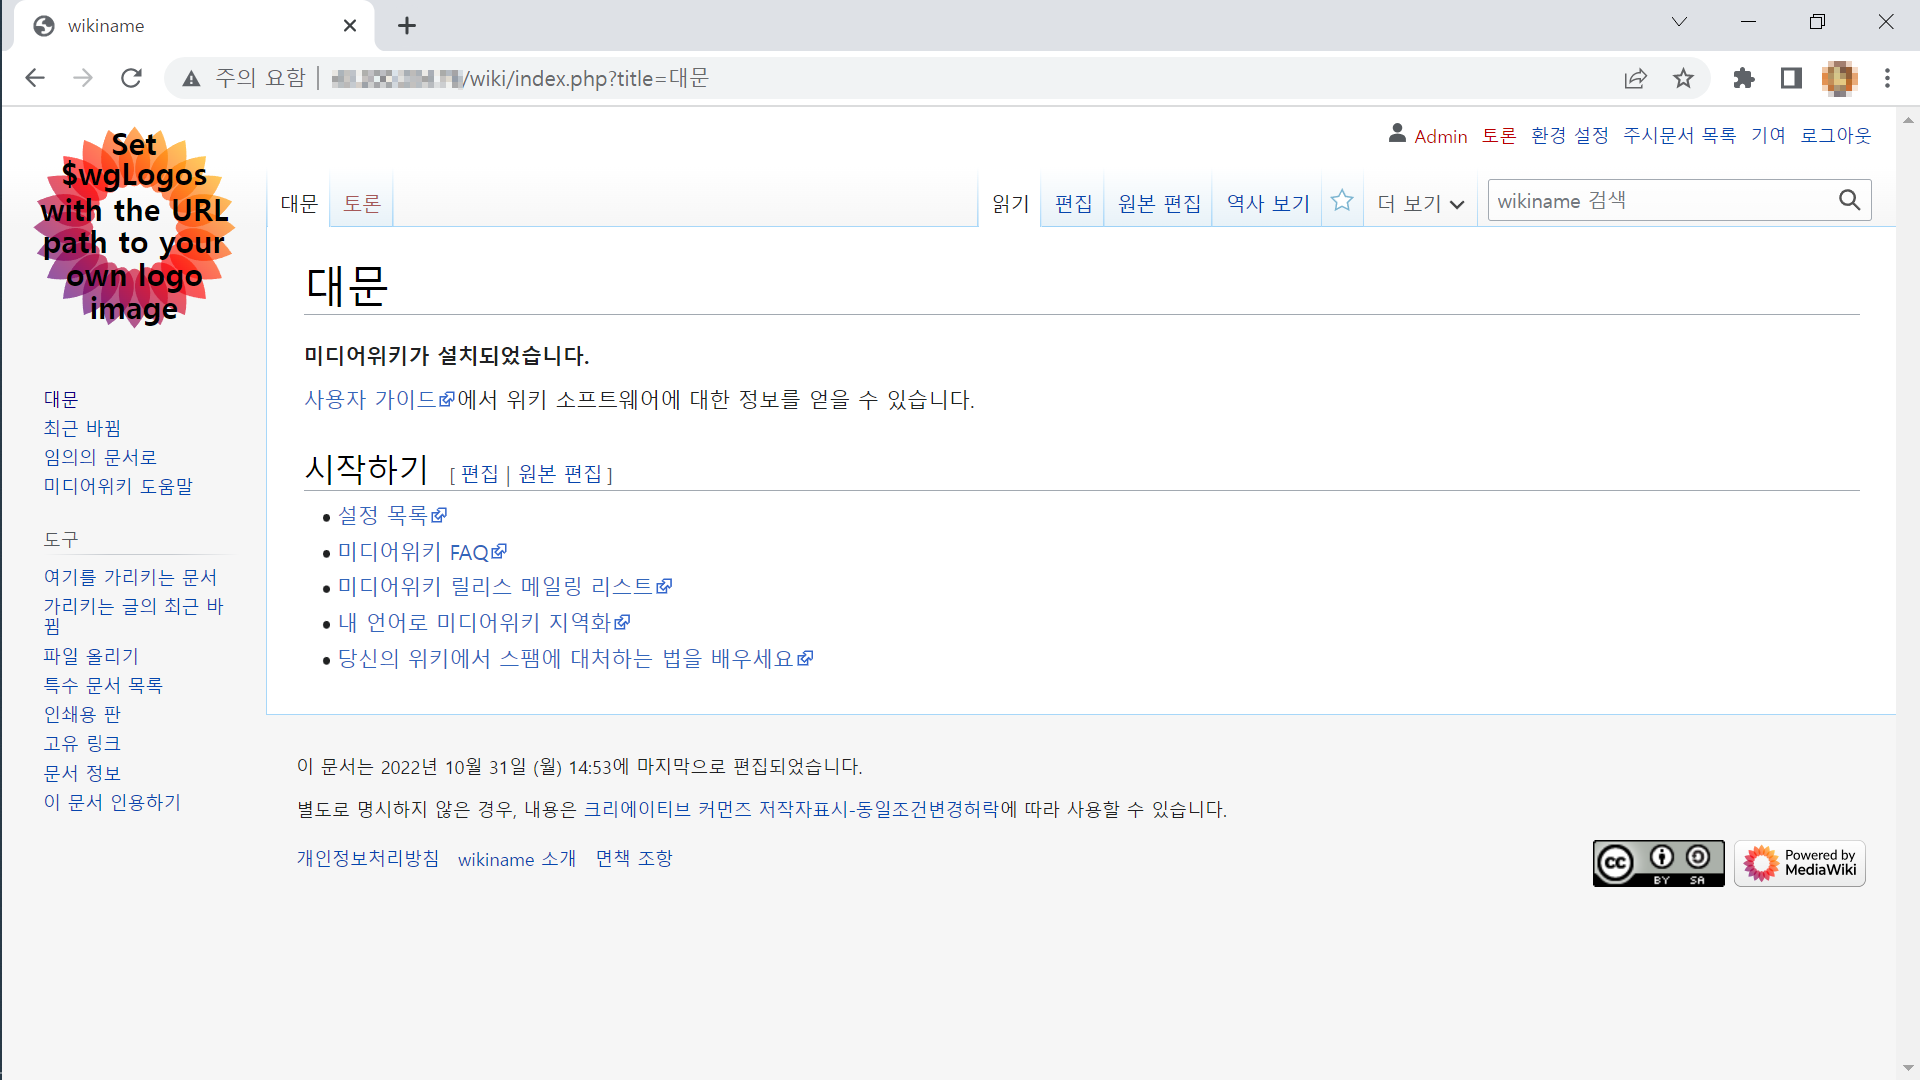 wikiname
주의 요함
/wiki/index.php?title=대문
Set
$wgLogos
with the URL
path to your
own logo
image
Admin 토론 환경 설정 주시문서 목록 기여 로그아웃
대문 토론 읽기 편집 원본 편집 역사 보기 더 보기 wikiname 검색
대문
미디어위키가 설치되었습니다.
사용자 가이드에서 위키 소프트웨어에 대한 정보를 얻을 수 있습니다.
시작하기 [ 편집 | 원본 편집 ]
설정 목록
미디어위키 FAQ
미디어위키 릴리스 메일링 리스트
내 언어로 미디어위키 지역화
당신의 위키에서 스팸에 대처하는 법을 배우세요
대문
최근 바뀜
임의의 문서로
미디어위키 도움말
도구
여기를 가리키는 문서
가리키는 글의 최근 바
뀜
파일 올리기
특수 문서 목록
인쇄용 판
고유 링크
문서 정보
이 문서 인용하기
이 문서는 2022년 10월 31일 (월) 14:53에 마지막으로 편집되었습니다.
별도로 명시하지 않은 경우, 내용은 크리에이티브 커먼즈 저작자표시-동일조건변경허락에 따라 사용할 수 있습니다.
개인정보처리방침 wikiname 소개 면책 조항
cc BY SA
Powered by
MediaWiki